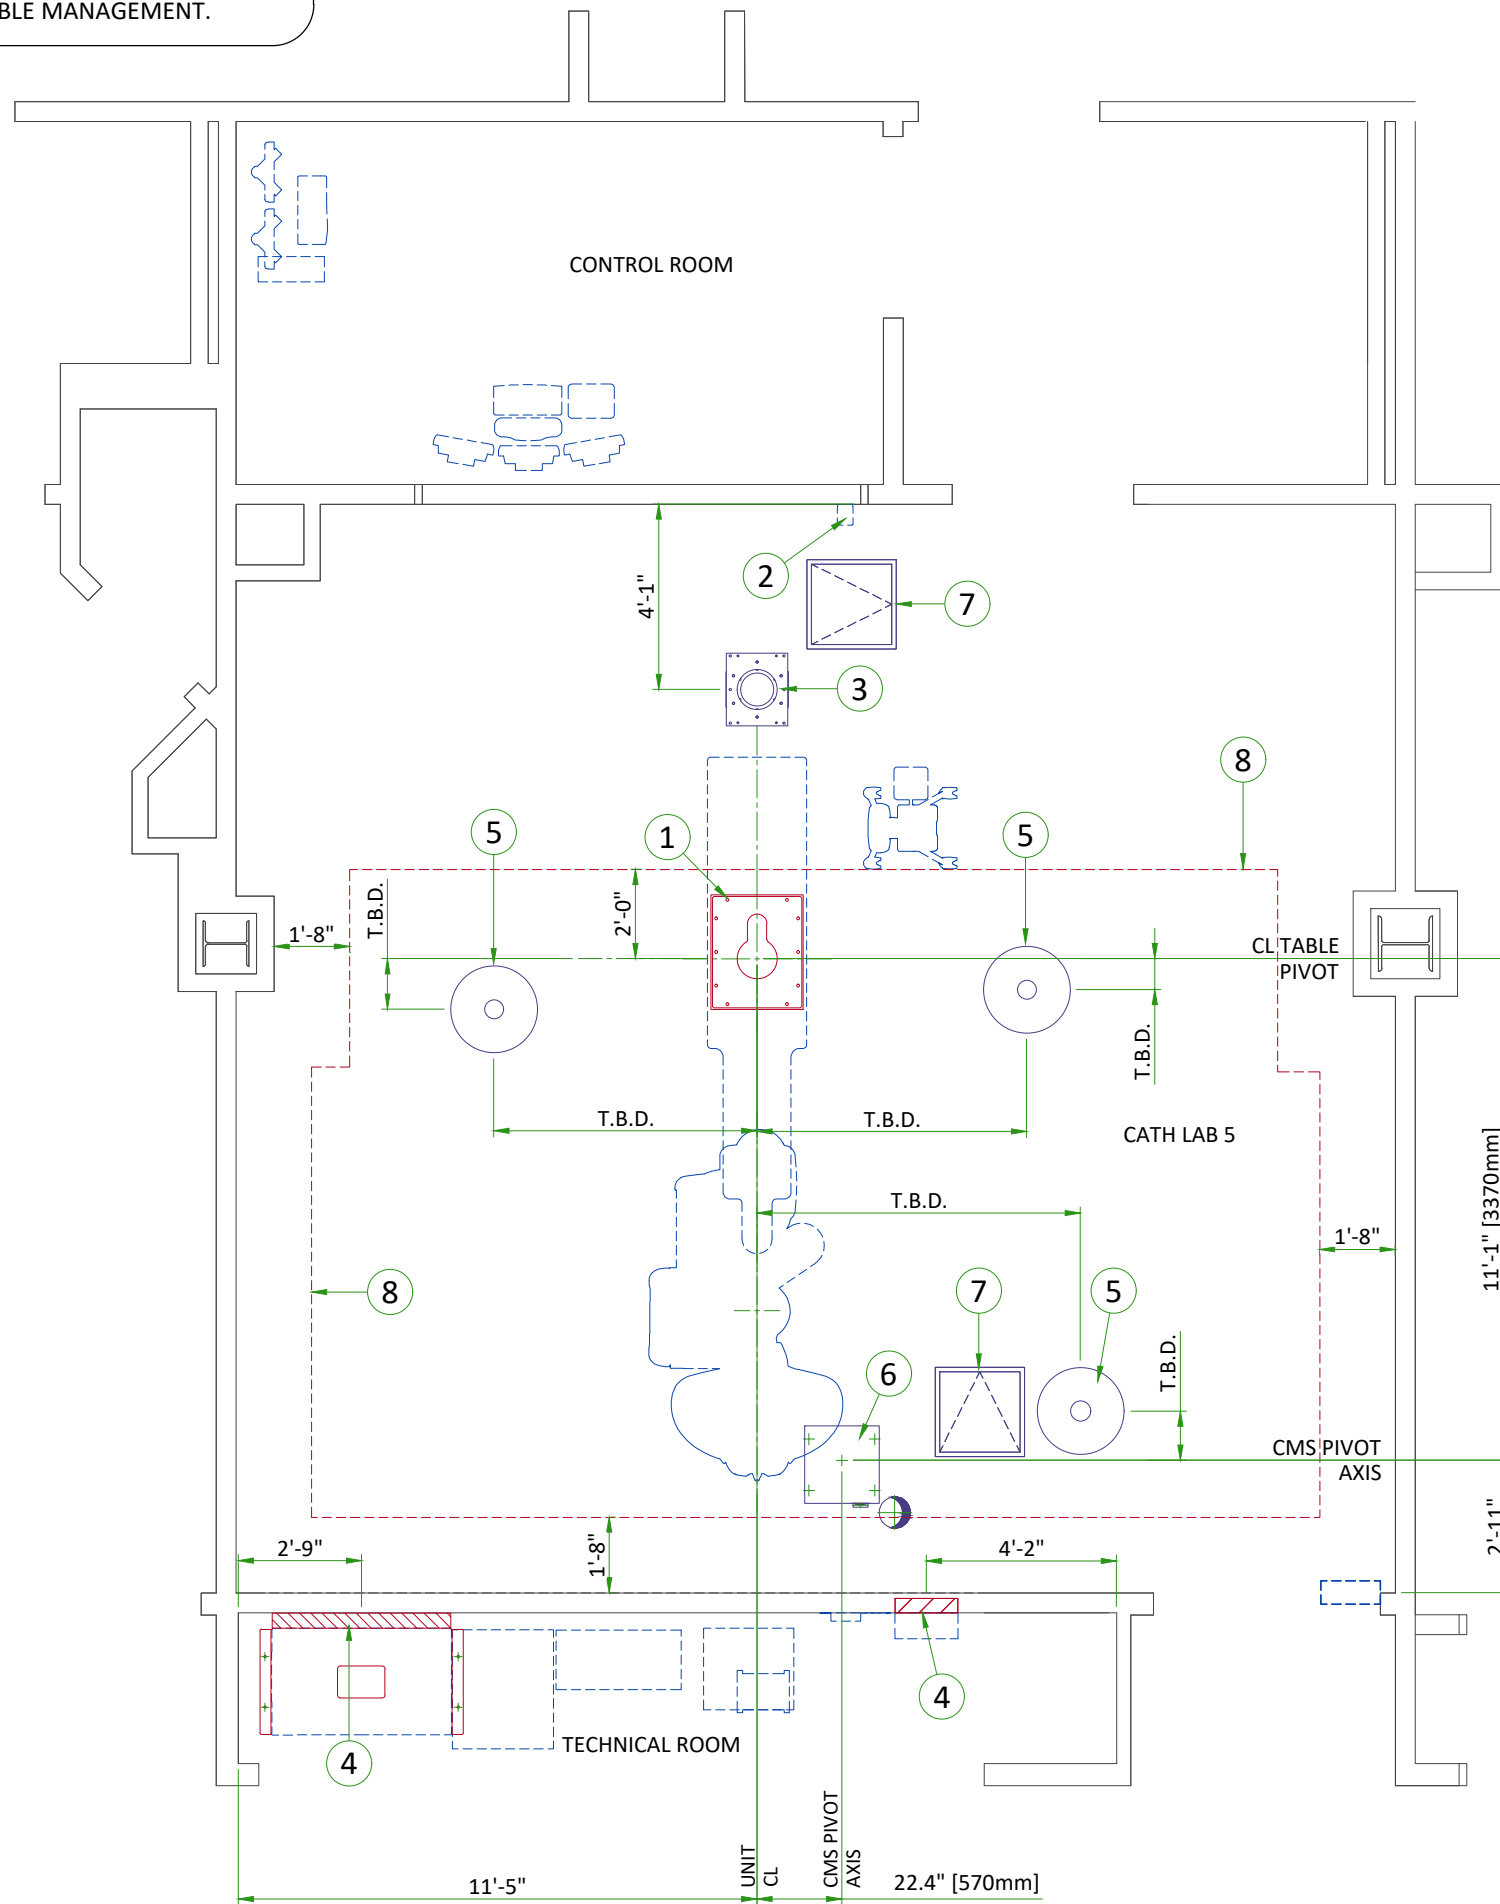 BLE MANAGEMENT.
CONTROL ROOM
2
4'-1"
7
3
8
5
1
5
T.B.D.
2'-0"
1'-8"
CL TABLE
PIVOT
T.B.D.
T.B.D.
T.B.D.
CATH LAB 5
11'-1" [3370mm]
T.B.D.
1'-8"
8
7
5
T.B.D.
6
CMS PIVOT
AXIS
2'-11"
2'-9"
1'-8"
4'-2"
4
4
TECHNICAL ROOM
UNIT
CL
CMS PIVOT
AXIS
11'-5"
22.4" [570mm]